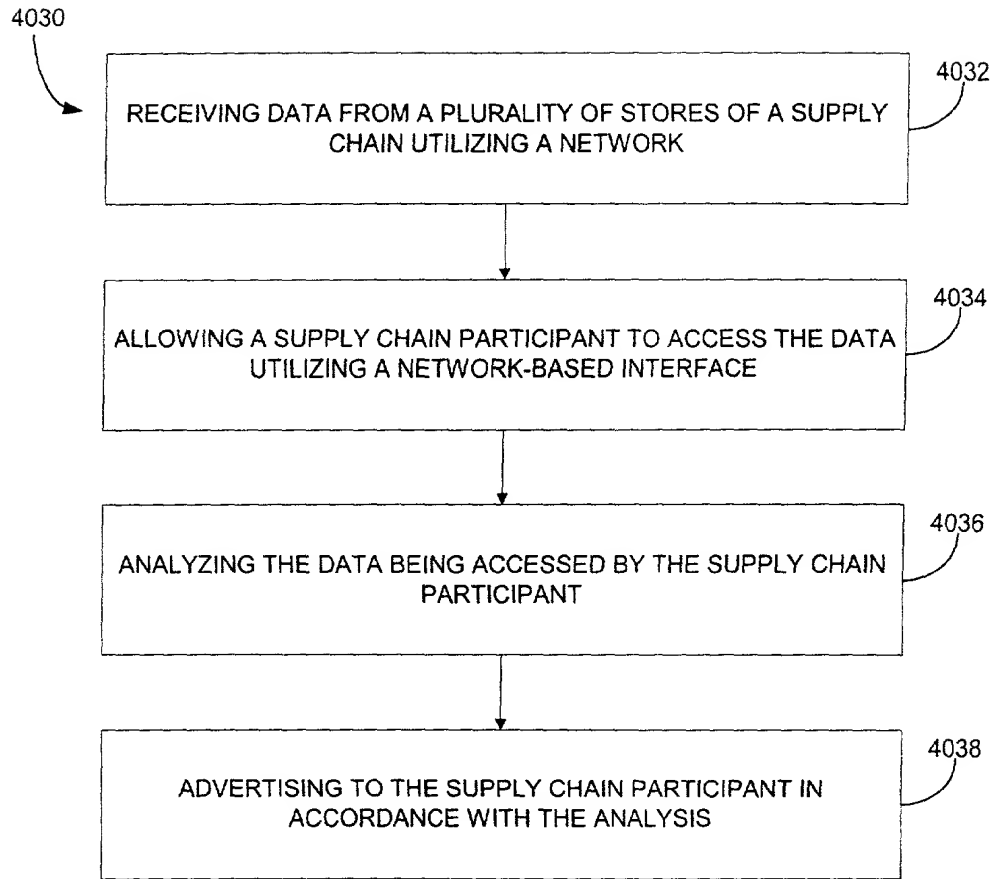 4030
4032
RECEIVING DATA FROM A PLURALITY OF STORES OF A SUPPLY
CHAIN UTILIZING A NETWORK
4034
ALLOWING A SUPPLY CHAIN PARTICIPANT TO ACCESS THE DATA
UTILIZING A NETWORK-BASED INTERFACE
4036
ANALYZING THE DATA BEING ACCESSED BY THE SUPPLY CHAIN
PARTICIPANT
4038
ADVERTISING TO THE SUPPLY CHAIN PARTICIPANT IN
ACCORDANCE WITH THE ANALYSIS